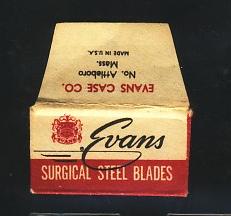 EVANS CASE CO.
No. Attleboro
Mass.
MADE IN U.S.A.
Evans
SURGICAL STEEL BLADES